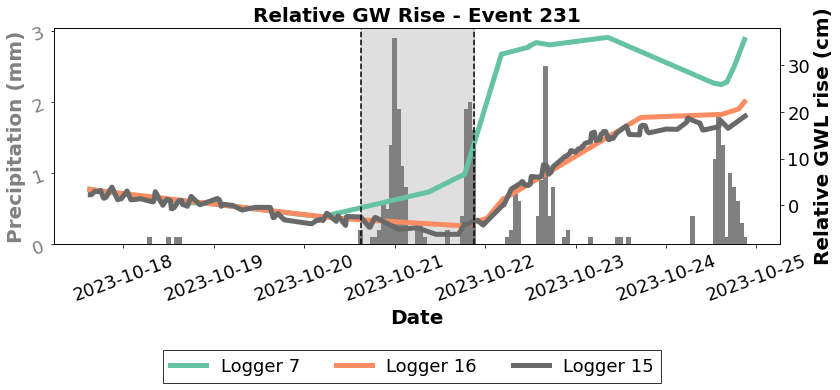 Relative GW Rise - Event 231
Precipitation (mm)
3
2
1
0
30
20
10
0
Relative GWL rise (cm)
2023-10-18
2023-10-19
2023-10-20
2023-10-21
2023-10-22
2023-10-23
2023-10-24
2023-10-25
Date
Logger 7
Logger 16
Logger 15